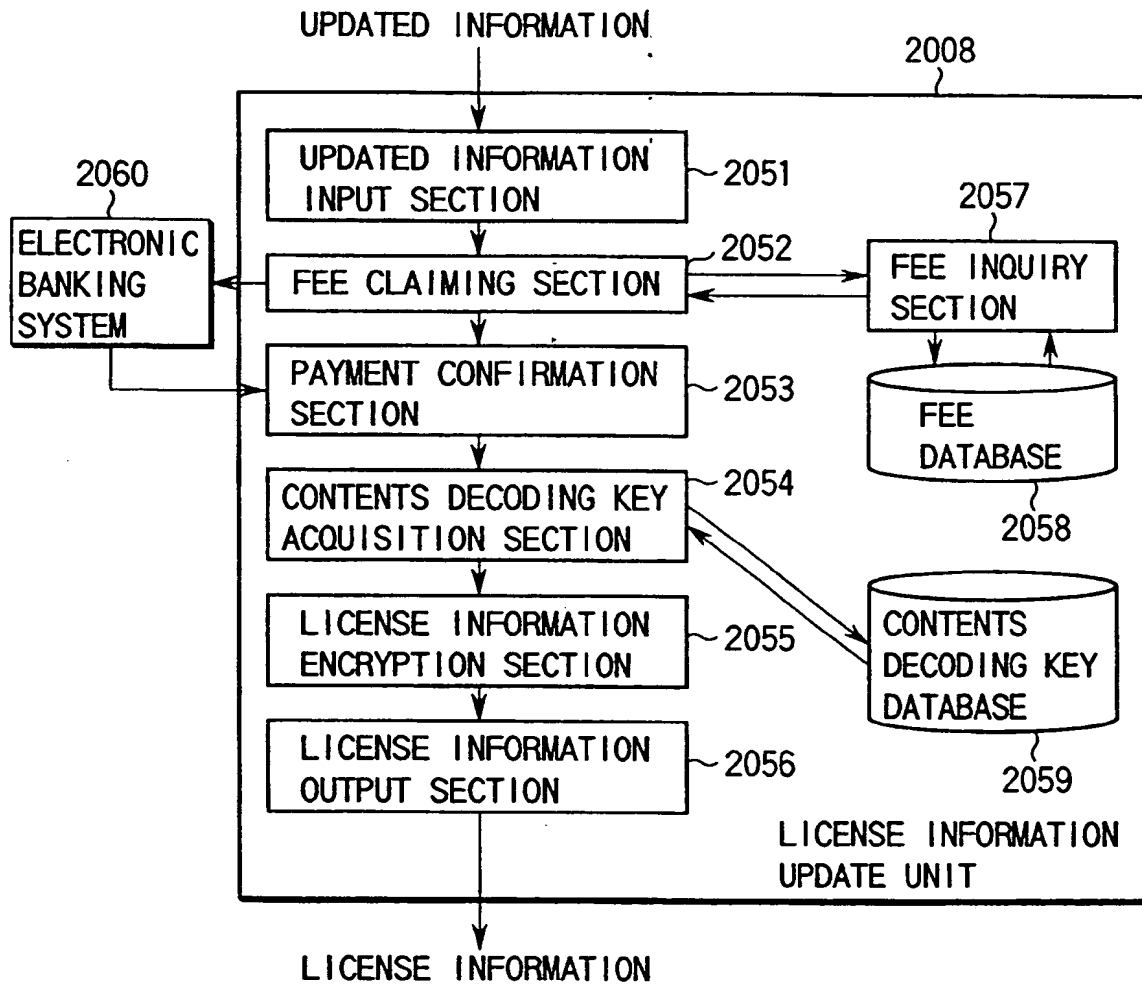 UPDATED INFORMATION
2008
UPDATED INFORMATION
INPUT SECTION
2051
2060
ELECTRONIC
BANKING
SYSTEM
2052
FEE CLAIMING SECTION
2057
FEE INQUIRY
SECTION
PAYMENT CONFIRMATION
SECTION
2053
FEE
DATABASE
2058
CONTENTS DECODING KEY
ACQUISITION SECTION
2054
LICENSE INFORMATION
ENCRYPTION SECTION
2055
CONTENTS
DECODING KEY
DATABASE
2059
LICENSE INFORMATION
OUTPUT SECTION
2056
LICENSE INFORMATION
UPDATE UNIT
LICENSE INFORMATION